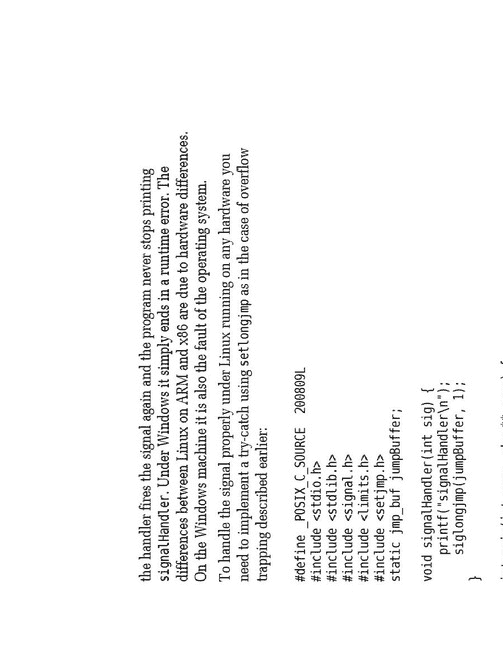 the handler fires the signal again and the program never stops printing
signalHandler. Under Windows it simply ends in a runtime error. The
differences between Linux on ARM and x86 are due to hardware differences.
On the Windows machine it is also the fault of the operating system.
To handle the signal properly under Linux running on any hardware you
need to implement a try-catch using setlongjmp as in the case of overflow
trapping described earlier:
#define _POSIX_C_SOURCE 200809L
#include <stdio.h>
#include <stdlib.h>
#include <signal.h>
#include <limits.h>
#include <setjmp.h>
static jmp_buf jumpBuffer;
void signalHandler(int sig) {
printf("signalHandler\n");
siglongjmp(jumpBuffer, 1);
}